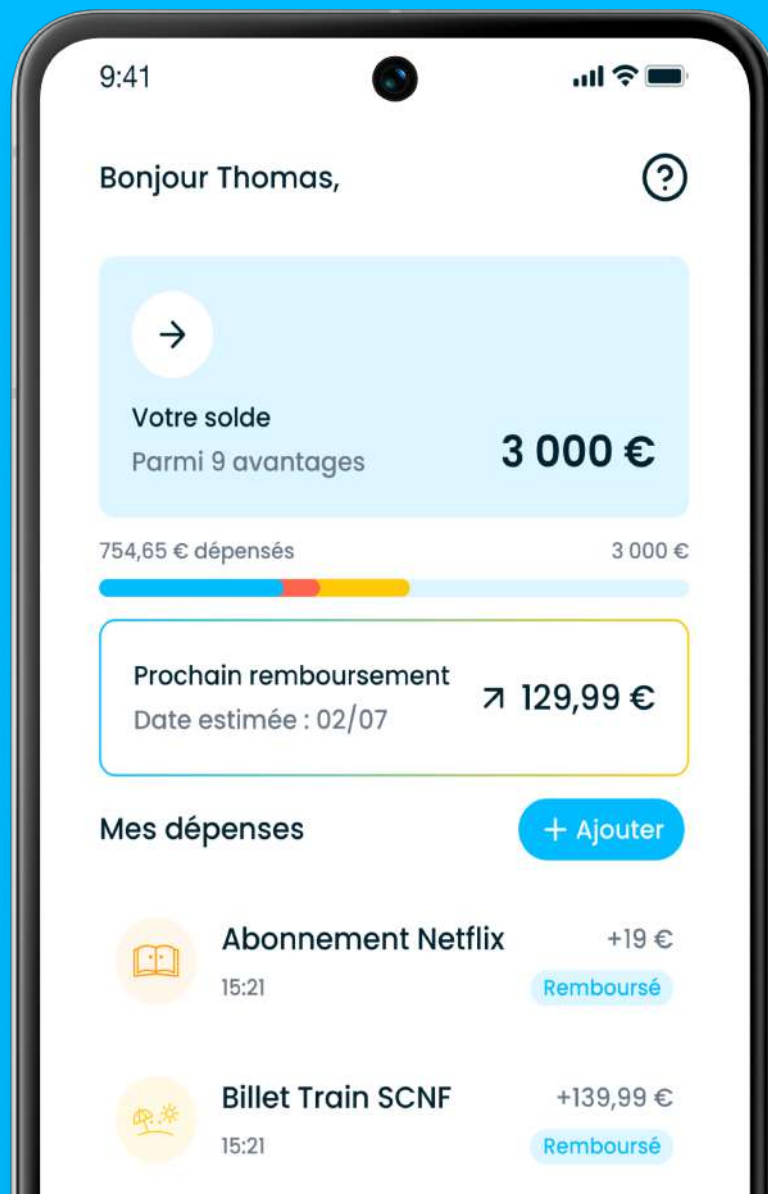 9:41
Bonjour Thomas,
Votre solde
Parmi 9 avantages
3 000 €
754,65 € dépensés
3 000 €
Prochain remboursement
Date estimée : 02/07
129,99 €
Mes dépenses
+ Ajouter
Abonnement Netflix
+19 €
15:21
Remboursé
Billet Train SCNF
+139,99 €
15:21
Remboursé